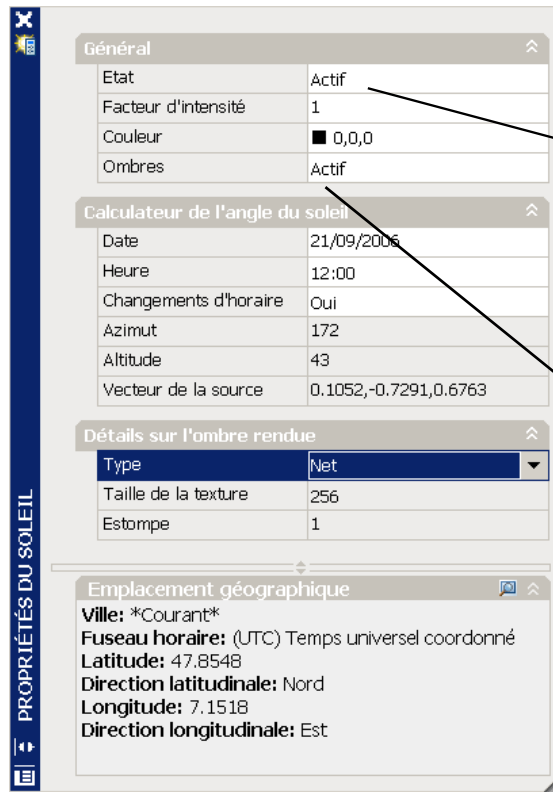 Général
Etat Actif
Facteur d'intensité 1
Couleur 0,0,0
Ombres Actif
Calculateur de l'angle du soleil
Date 21/09/2006
Heure 12:00
Changements d'horaire Oui
Azimut 172
Altitude 43
Vecteur de la source 0.1052,-0.7291,0.6763
Détails sur l'ombre rendue
Type Net
Taille de la texture 256
Estompe 1
Emplacement géographique
Ville: *Courant*
Fuseau horaire: (UTC) Temps universel coordonné
Latitude: 47.8548
Direction latitudinale: Nord
Longitude: 7.1518
Direction longitudinale: Est
PROPRIÉTÉS DU SOLEIL